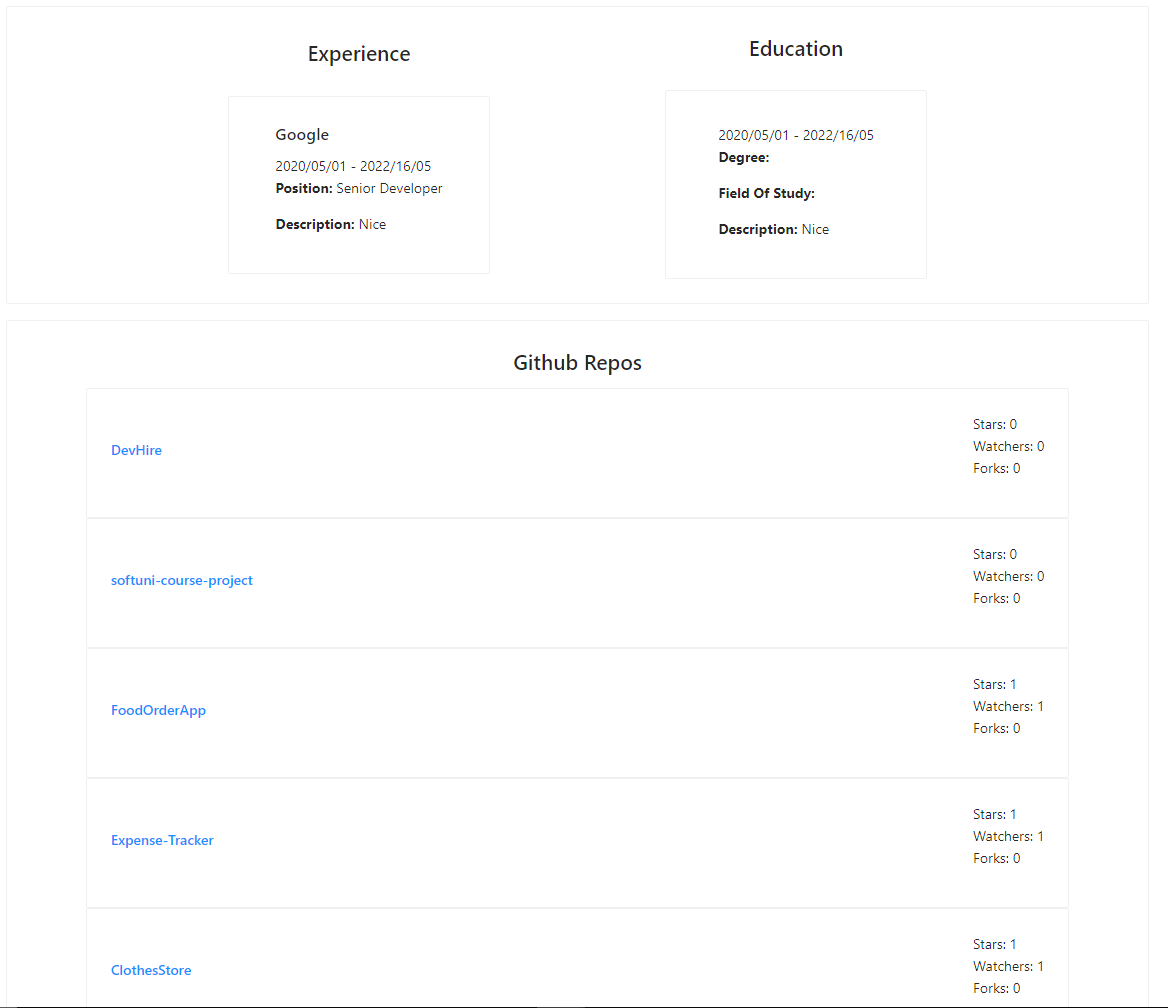 Experience
Google
2020/05/01 - 2022/16/05
Position: Senior Developer
Description: Nice
Education
2020/05/01 - 2022/16/05
Degree:
Field Of Study:
Description: Nice
Github Repos
DevHire
Stars: 0
Watchers: 0
Forks: 0
softuni-course-project
Stars: 0
Watchers: 0
Forks: 0
FoodOrderApp
Stars: 1
Watchers: 1
Forks: 0
Expense-Tracker
Stars: 1
Watchers: 1
Forks: 0
ClothesStore
Stars: 1
Watchers: 1
Forks: 0